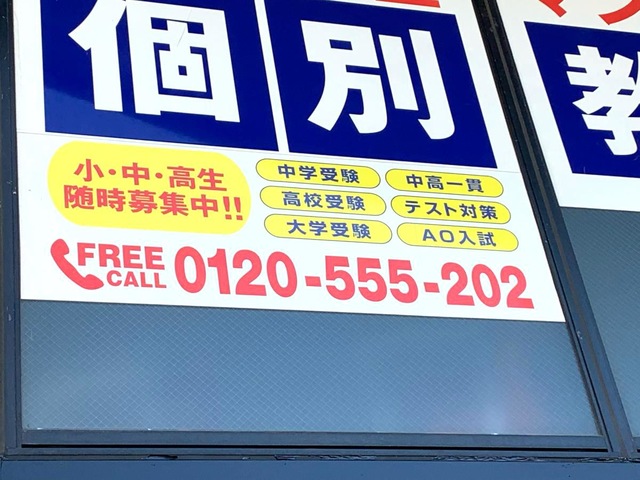 個別
教
小・中・高生
随時募集中!!
中学受験
中高一貫
高校受験
テスト対策
大学受験
AO入試
FREE
CALL
0120-555-202